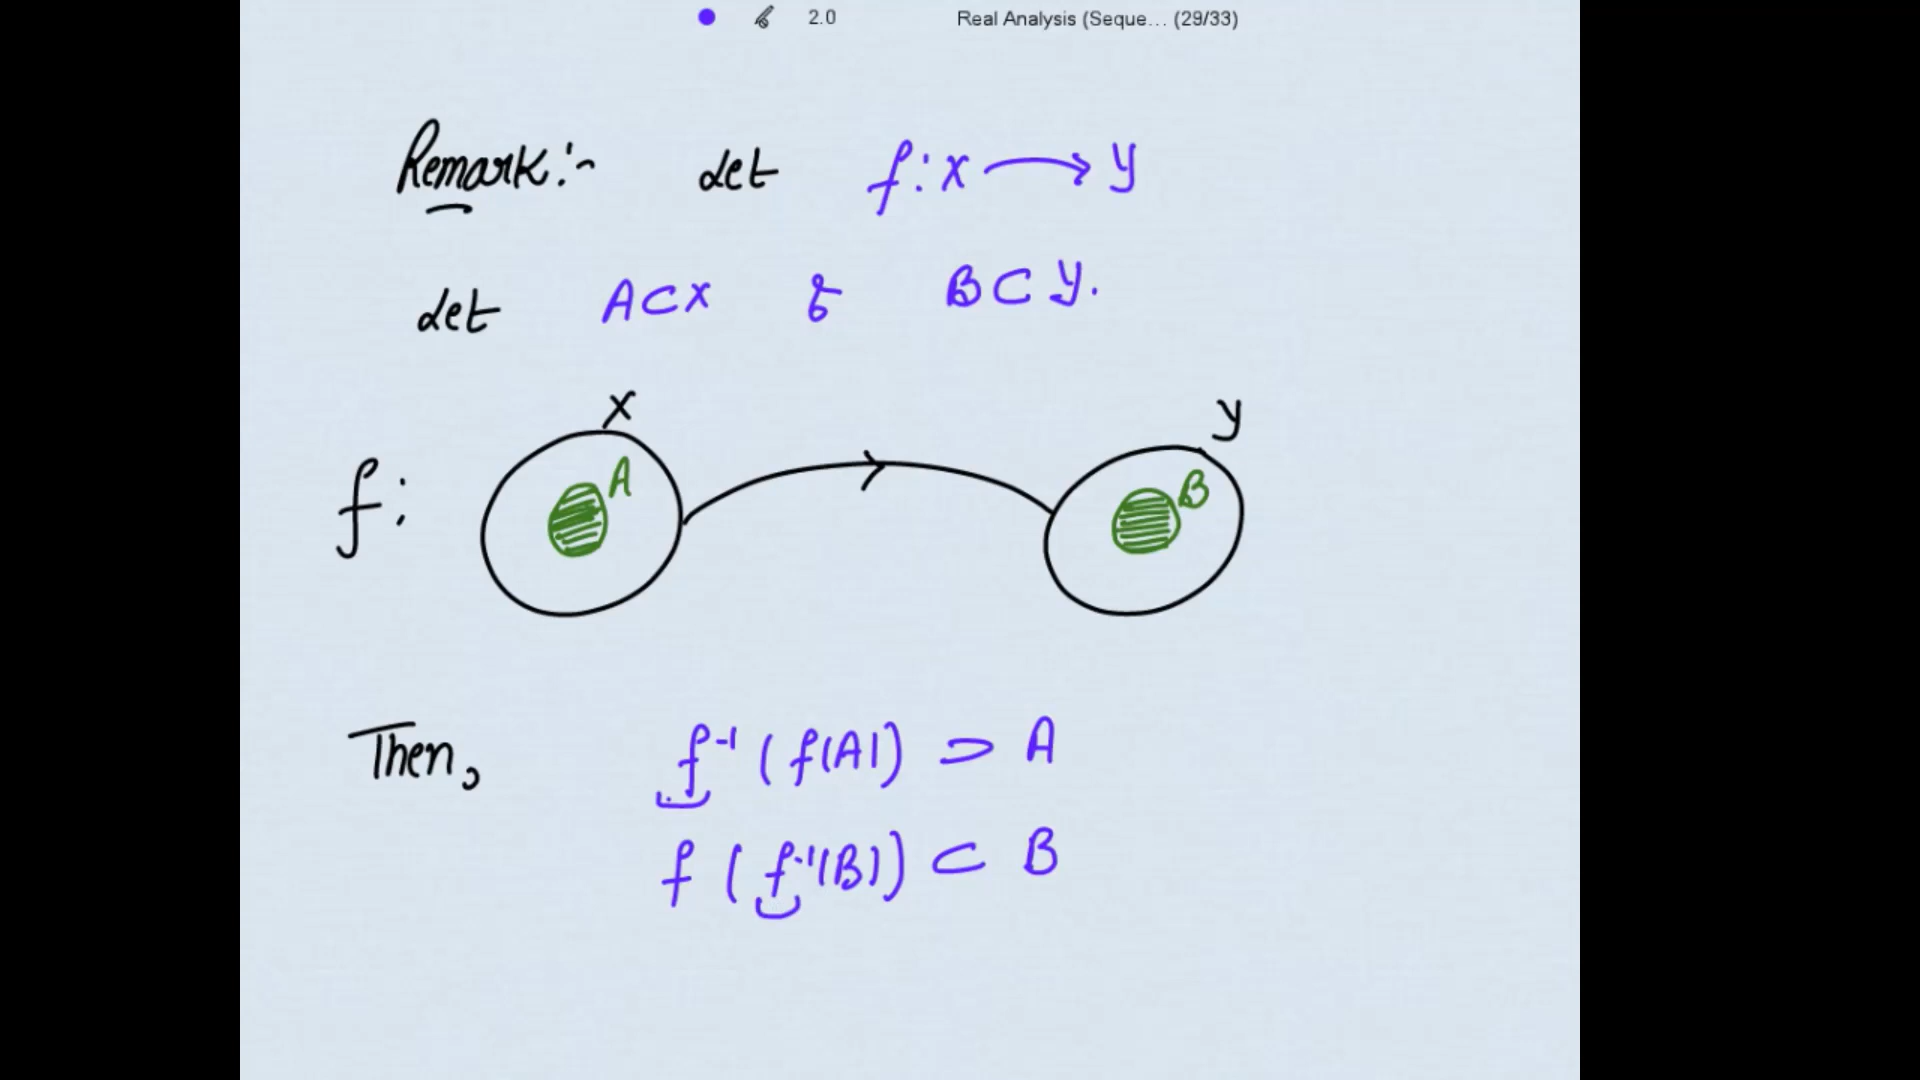 2.0 Real Analysis (Seque... (29/33)
Remark:- Let f: X → Y
Let A ⊂ X & B ⊂ Y.
X Y
f: A B
Then, f⁻¹(f(A)) ⊃ A
f(f⁻¹(B)) ⊂ B